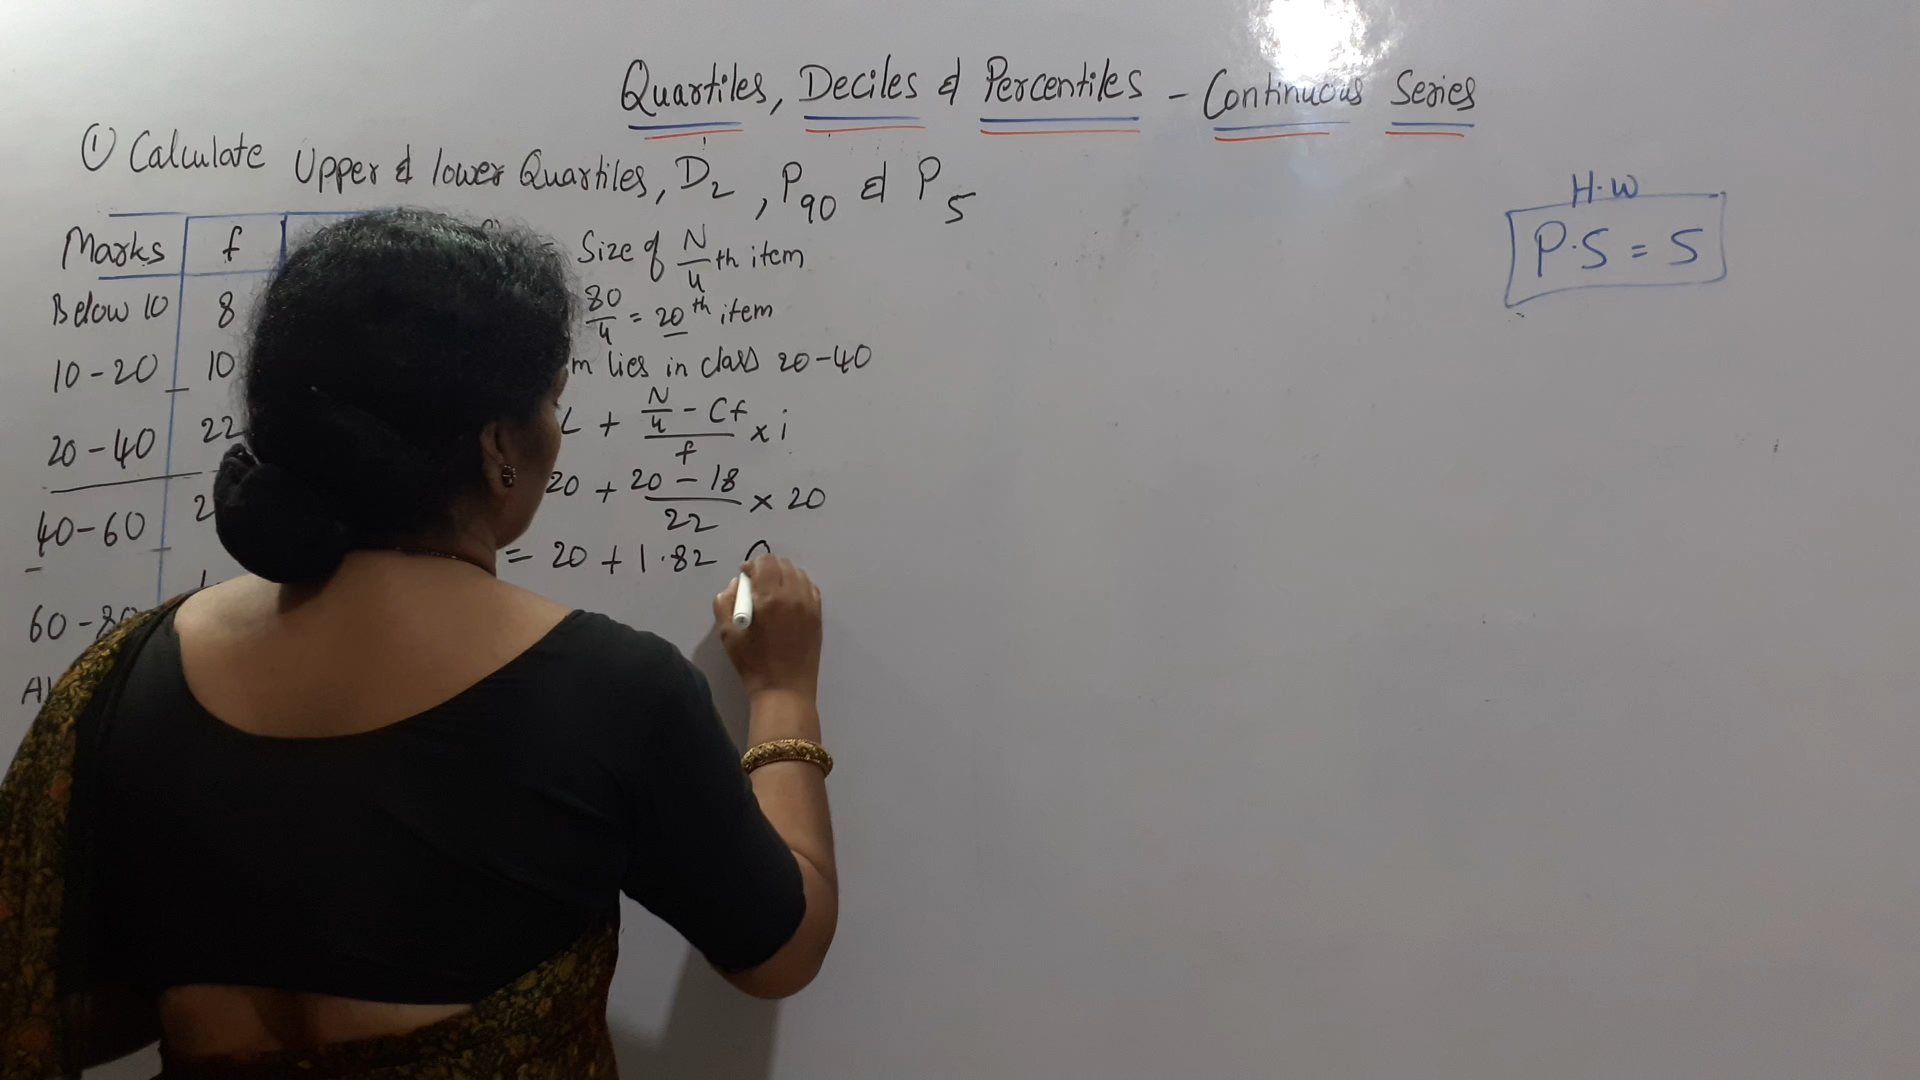 Quartiles, Deciles & Percentiles - Continuous Series
① Calculate Upper & lower Quartiles, D₂, P₉₀ & P₅
H.W
P.S = S
Marks f
Below 10 8
10-20 10
20-40 22
40-60 2
60-80
Size of N/4 th item
80/4 = 20th item
lies in class 20-40
L + (N/4 - Cf)/f × i
20 + (20 - 18)/22 × 20
= 20 + 1.82